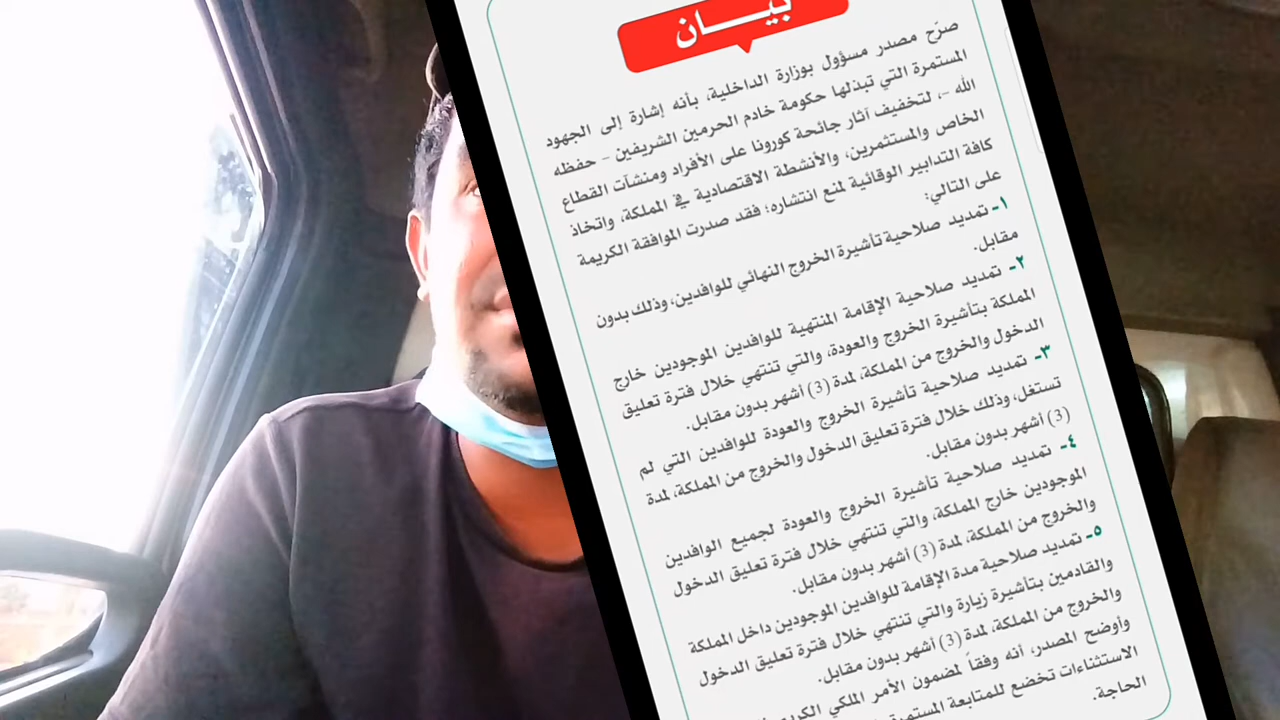 بيـــــان
صرّح مصدر مسؤول بوزارة الداخلية، بأنه إشارة إلى الجهود
المستمرة التي تبذلها حكومة خادم الحرمين الشريفين – حفظه
الله –، لتخفيف آثار جائحة كورونا على الأفراد ومنشآت القطاع
الخاص والمستثمرين، والأنشطة الاقتصادية في المملكة، واتخاذ
كافة التدابير الوقائية لمنع انتشاره؛ فقد صدرت الموافقة الكريمة
على التالي:
١- تمديد صلاحية تأشيرة الخروج النهائي للوافدين، وذلك بدون
مقابل.
٢- تمديد صلاحية الإقامة المنتهية للوافدين الموجودين خارج
المملكة بتأشيرة الخروج والعودة، والتي تنتهي خلال فترة تعليق
الدخول والخروج من المملكة، لمدة (3) أشهر بدون مقابل.
٣- تمديد صلاحية تأشيرة الخروج والعودة للوافدين التي لم
تستغل، وذلك خلال فترة تعليق الدخول والخروج من المملكة، لمدة
(3) أشهر بدون مقابل.
٤- تمديد صلاحية تأشيرة الخروج والعودة لجميع الوافدين
الموجودين خارج المملكة، والتي تنتهي خلال فترة تعليق الدخول
والخروج من المملكة، لمدة (3) أشهر بدون مقابل.
٥- تمديد صلاحية مدة الإقامة للوافدين الموجودين داخل المملكة
والقادمين بتأشيرة زيارة والتي تنتهي خلال فترة تعليق الدخول
والخروج من المملكة، لمدة (3) أشهر بدون مقابل.
وأوضح المصدر، أنه وفقاً لمضمون الأمر الملكي الكريم
الاستثناءات تخضع للمتابعة المستمرة
الحاجة.